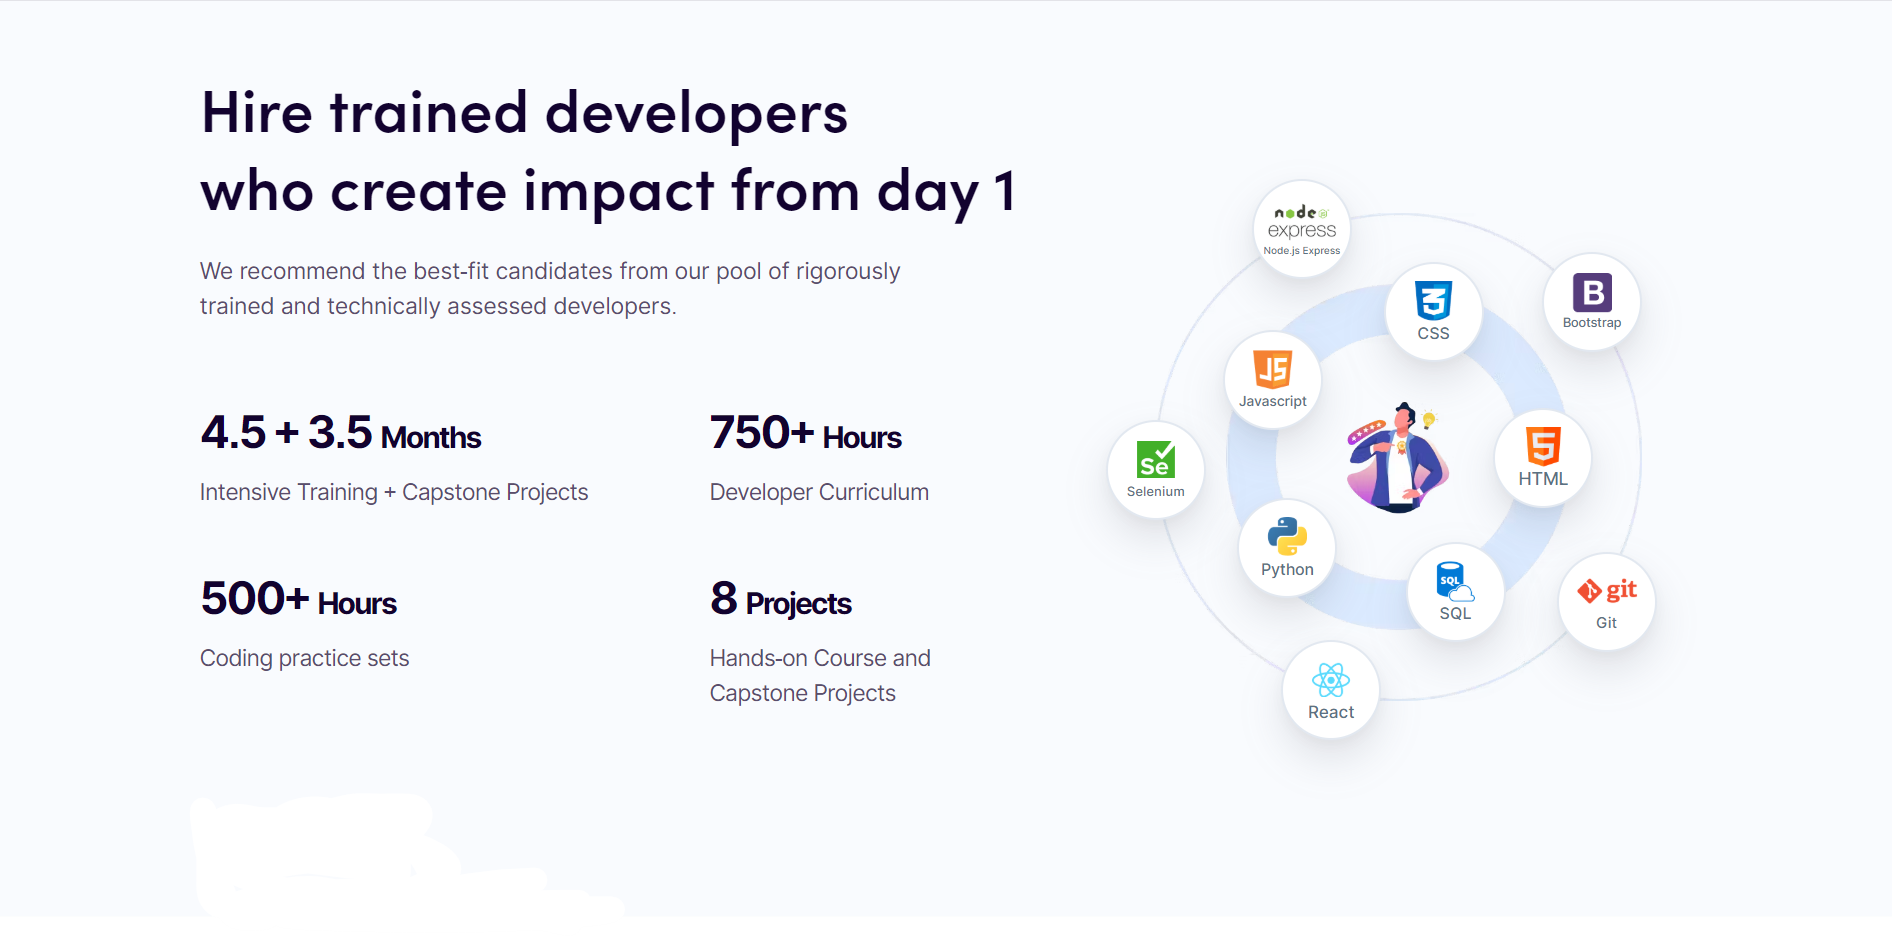 Hire trained developers
who create impact from day 1
We recommend the best-fit candidates from our pool of rigorously
trained and technically assessed developers.
4.5 + 3.5 Months
Intensive Training + Capstone Projects
750+ Hours
Developer Curriculum
500+ Hours
Coding practice sets
8 Projects
Hands-on Course and
Capstone Projects
node JS
express
Node.js Express
CSS
B
Bootstrap
JS
Javascript
Se
Selenium
5
HTML
Python
SQL
SQL
git
Git
React